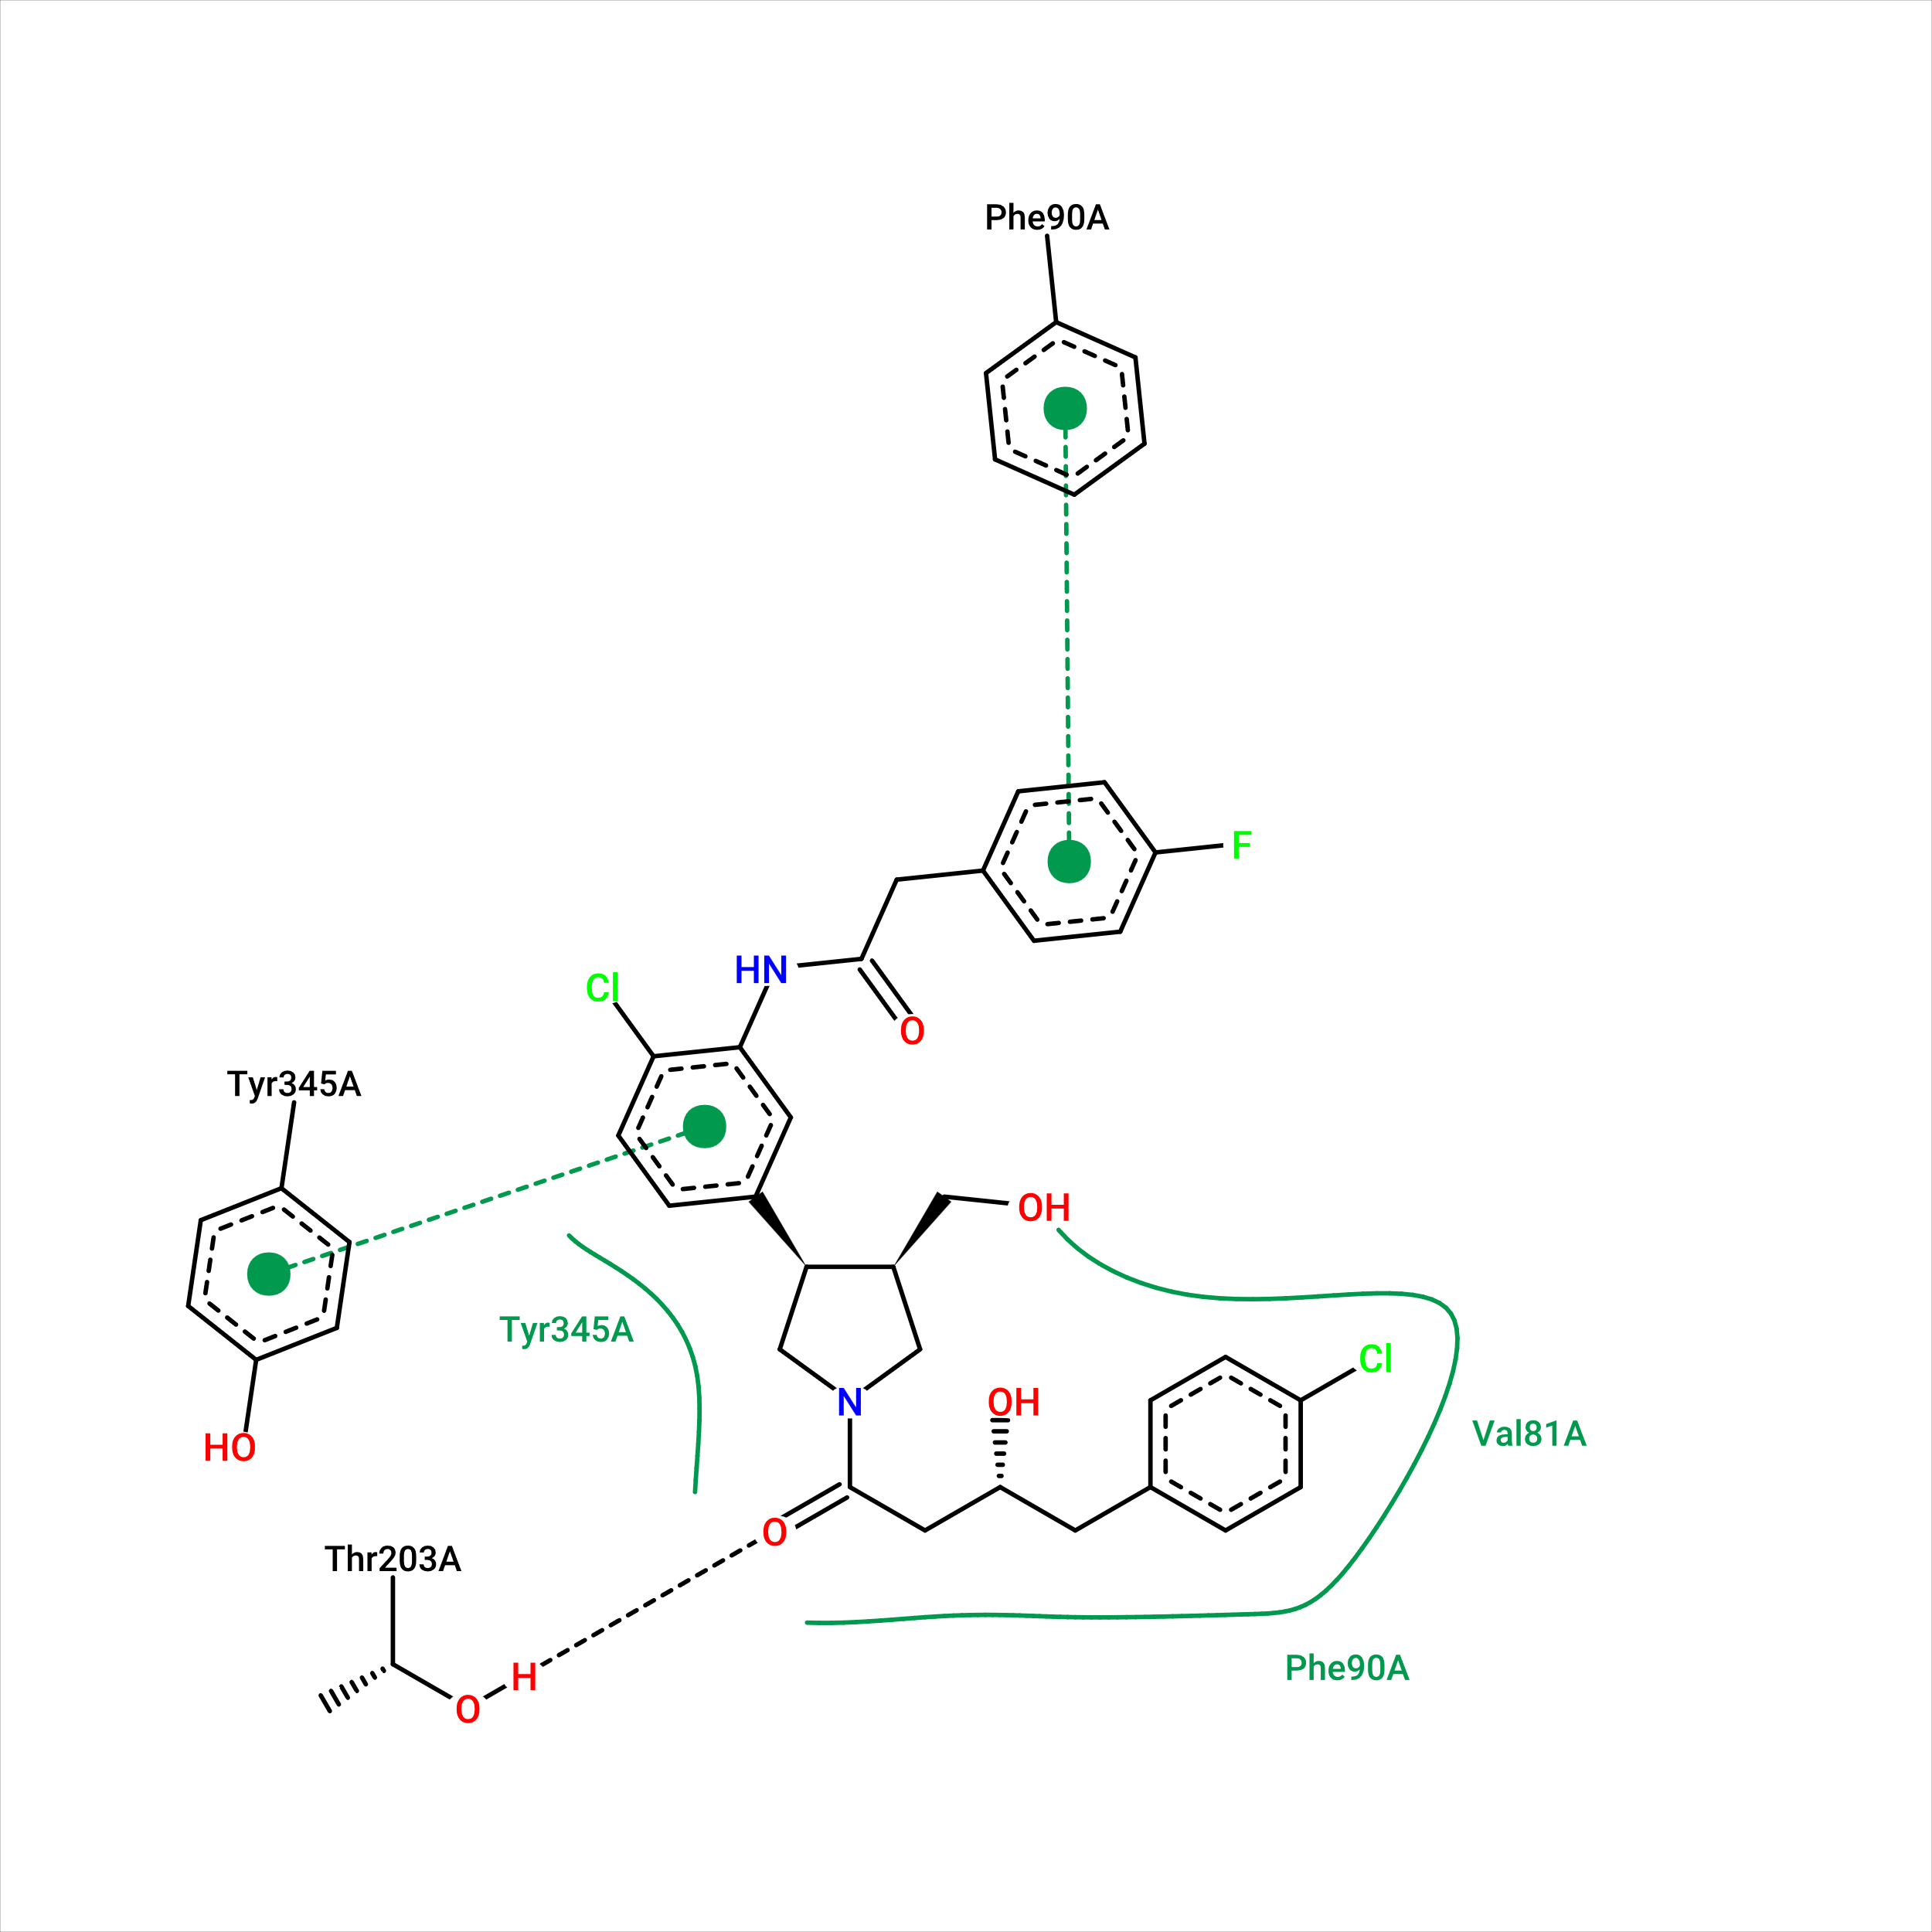 Phe90A
F
HN
Cl
O
Tyr345A
OH
Tyr345A
Cl
OH
N
Val81A
HO
O
Thr203A
Phe90A
H
O